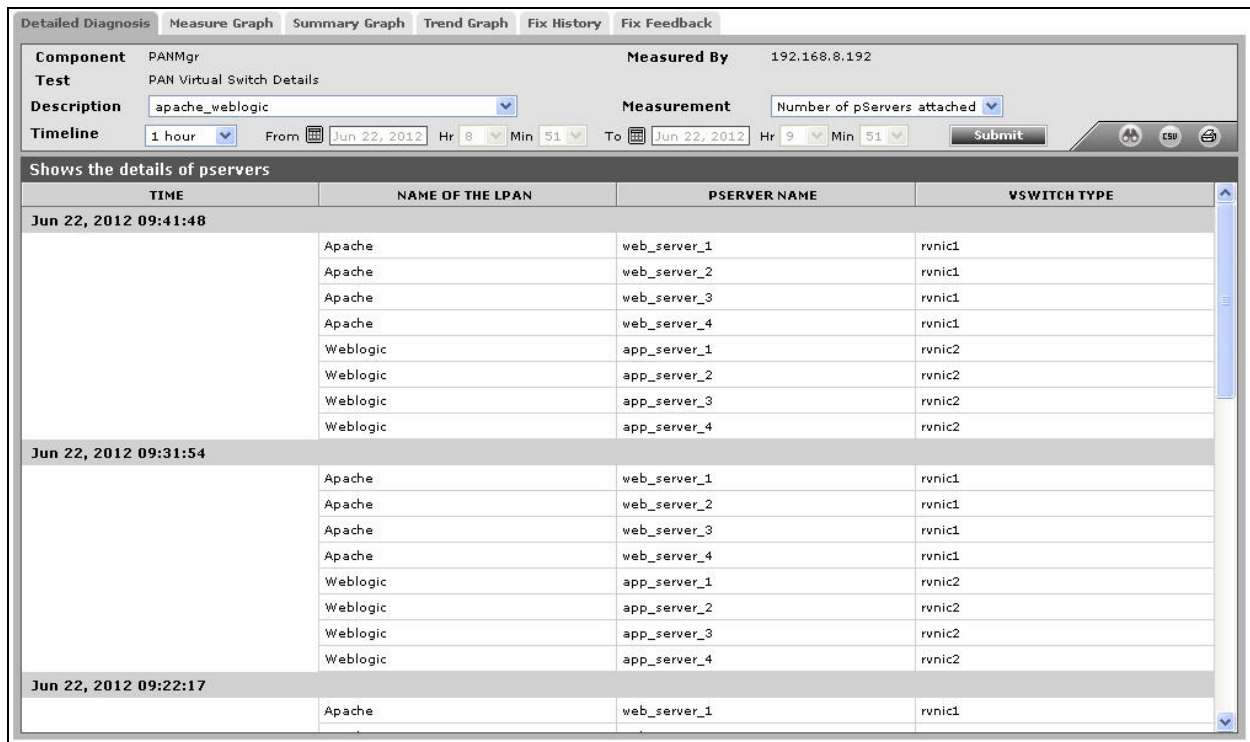 Detailed Diagnosis Measure Graph Summary Graph Trend Graph Fix History Fix Feedback
Component PANMgr Measured By 192.168.8.192
Test PAN Virtual Switch Details
Description apache_weblogic Measurement Number of pServers attached
Timeline 1 hour From Jun 22, 2012 Hr 8 Min 51 To Jun 22, 2012 Hr 9 Min 51 Submit CSV
Shows the details of pservers
TIME NAME OF THE LPAN PSERVER NAME VSWITCH TYPE
Jun 22, 2012 09:41:48
Apache web_server_1 rvnic1
Apache web_server_2 rvnic1
Apache web_server_3 rvnic1
Apache web_server_4 rvnic1
Weblogic app_server_1 rvnic2
Weblogic app_server_2 rvnic2
Weblogic app_server_3 rvnic2
Weblogic app_server_4 rvnic2
Jun 22, 2012 09:31:54
Apache web_server_1 rvnic1
Apache web_server_2 rvnic1
Apache web_server_3 rvnic1
Apache web_server_4 rvnic1
Weblogic app_server_1 rvnic2
Weblogic app_server_2 rvnic2
Weblogic app_server_3 rvnic2
Weblogic app_server_4 rvnic2
Jun 22, 2012 09:22:17
Apache web_server_1 rvnic1